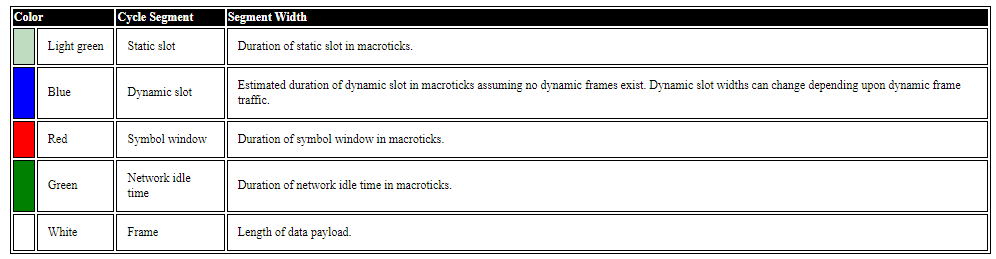 Color Cycle Segment Segment Width
Light green Static slot Duration of static slot in macroticks.
Blue Dynamic slot Estimated duration of dynamic slot in macroticks assuming no dynamic frames exist. Dynamic slot widths can change depending upon dynamic frame
traffic.
Red Symbol window Duration of symbol window in macroticks.
Green Network idle
time Duration of network idle time in macroticks.
White Frame Length of data payload.